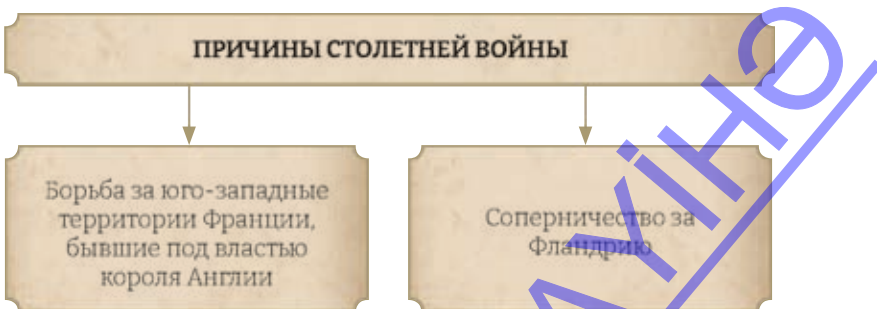 ПРИЧИНЫ СТОЛЕТНЕЙ ВОЙНЫ
Борьба за юго-западные
территории Франции,
бывшие под властью
короля Англии
Соперничество за
Фландрию